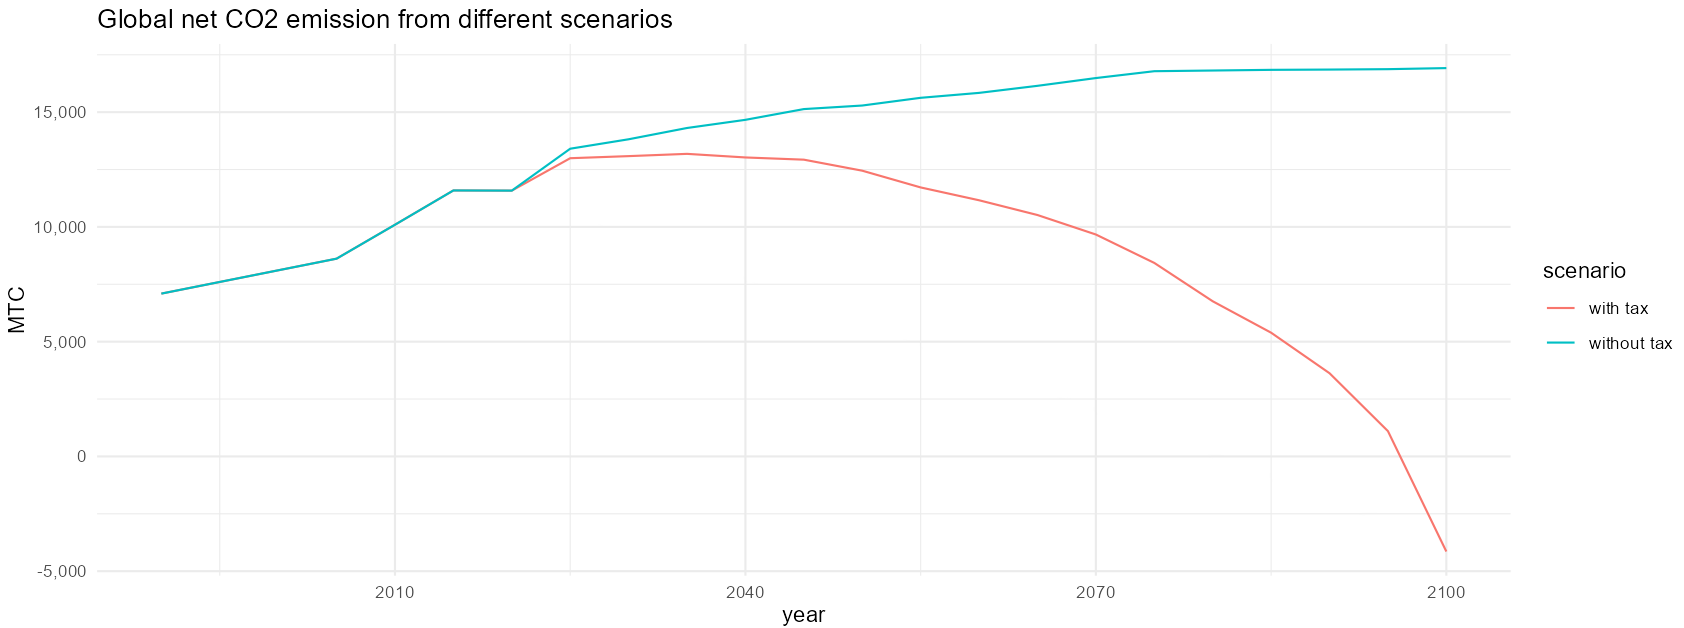 Global net CO2 emission from different scenarios
MTC
15,000
10,000
5,000
0
-5,000
2010
2040
2070
2100
year
scenario
with tax
without tax